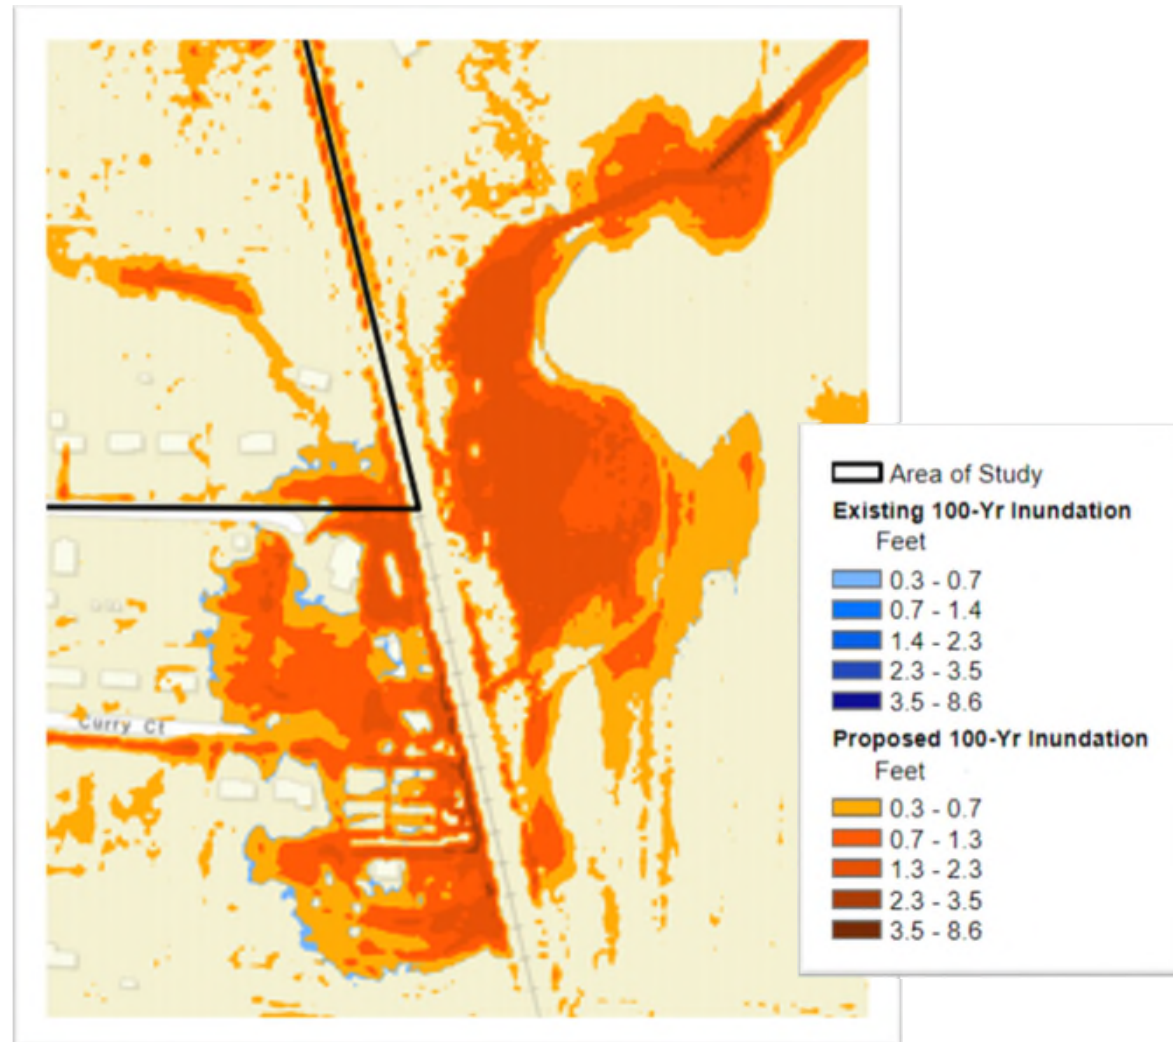 Curry Ct
Area of Study
Existing 100-Yr Inundation
Feet
0.3 - 0.7
0.7 - 1.4
1.4 - 2.3
2.3 - 3.5
3.5 - 8.6
Proposed 100-Yr Inundation
Feet
0.3 - 0.7
0.7 - 1.3
1.3 - 2.3
2.3 - 3.5
3.5 - 8.6